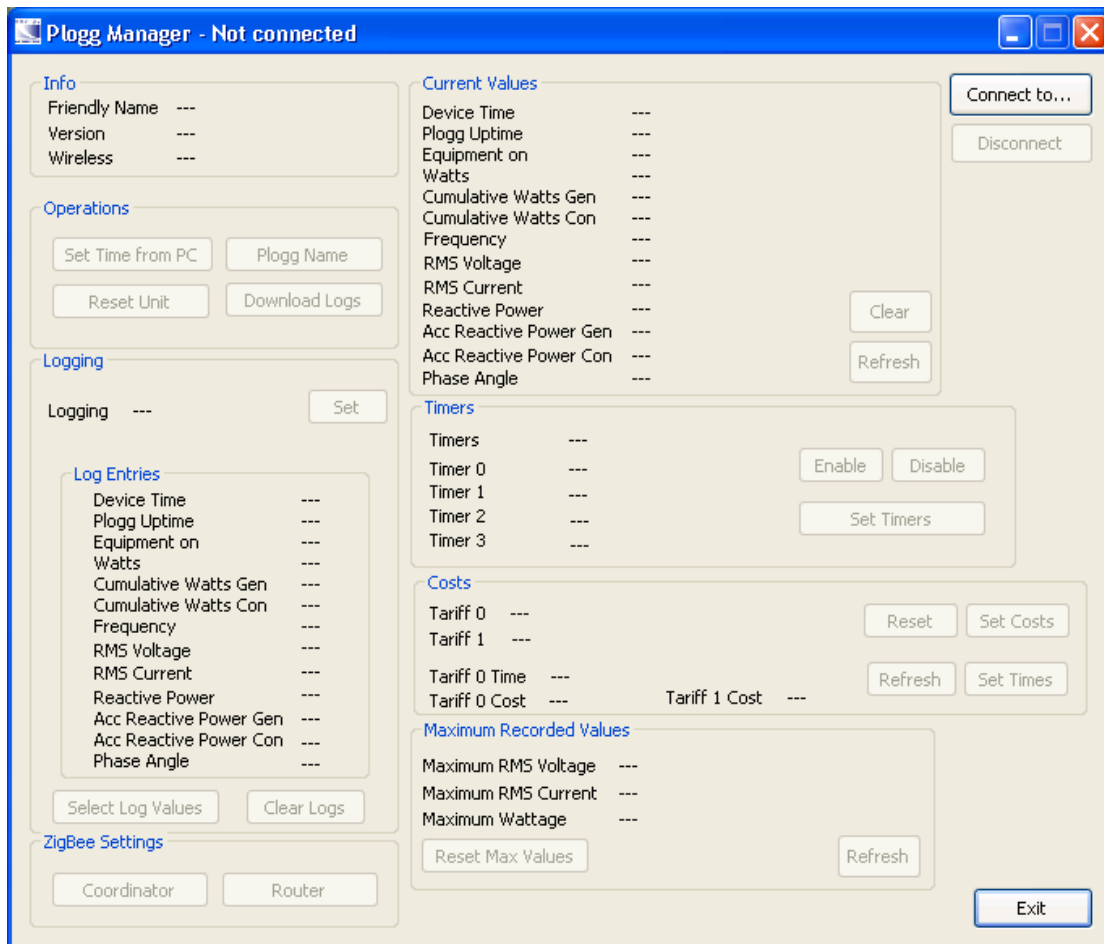 Plogg Manager - Not connected
Info
Friendly Name ---
Version ---
Wireless ---
Operations
Set Time from PC Plogg Name
Reset Unit Download Logs
Logging
Logging --- Set
Log Entries
Device Time ---
Plogg Uptime ---
Equipment on ---
Watts ---
Cumulative Watts Gen ---
Cumulative Watts Con ---
Frequency ---
RMS Voltage ---
RMS Current ---
Reactive Power ---
Acc Reactive Power Gen ---
Acc Reactive Power Con ---
Phase Angle ---
Select Log Values Clear Logs
ZigBee Settings
Coordinator Router
Current Values
Device Time ---
Plogg Uptime ---
Equipment on ---
Watts ---
Cumulative Watts Gen ---
Cumulative Watts Con ---
Frequency ---
RMS Voltage ---
RMS Current ---
Reactive Power --- Clear
Acc Reactive Power Gen ---
Acc Reactive Power Con --- Refresh
Phase Angle ---
Timers
Timers ---
Timer 0 --- Enable Disable
Timer 1 ---
Timer 2 --- Set Timers
Timer 3 ---
Costs
Tariff 0 --- Reset Set Costs
Tariff 1 ---
Tariff 0 Time --- Refresh Set Times
Tariff 0 Cost --- Tariff 1 Cost ---
Maximum Recorded Values
Maximum RMS Voltage ---
Maximum RMS Current ---
Maximum Wattage ---
Reset Max Values Refresh
Connect to...
Disconnect
Exit